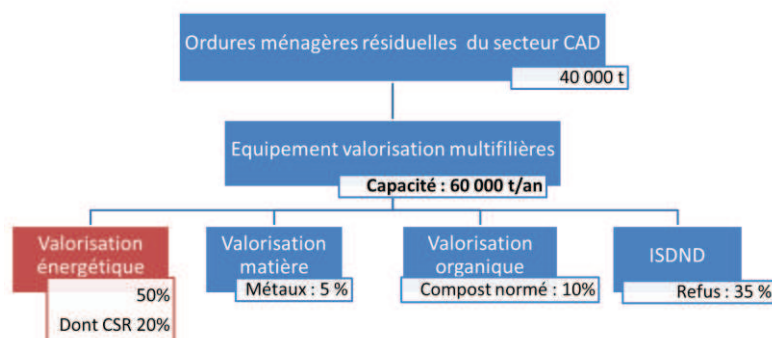 Ordures ménagères résiduelles du secteur CAD
40 000 t
Equipement valorisation multifilières
Capacité : 60 000 t/an
Valorisation
énergétique
50%
Dont CSR 20%
Valorisation
matière
Métaux : 5 %
Valorisation
organique
Compost normé : 10%
ISDND
Refus : 35 %